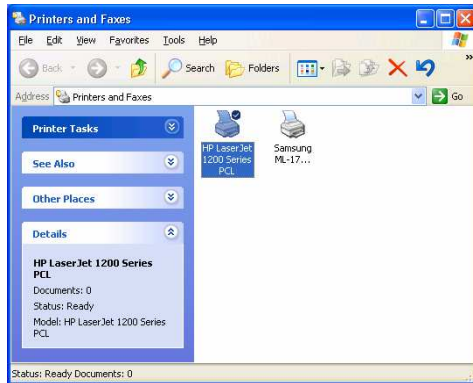 Printers and Faxes
File Edit View Favorites Tools Help
Back Search Folders
Address Printers and Faxes Go
Printer Tasks
See Also
Other Places
Details
HP LaserJet 1200 Series
PCL
Documents: 0
Status: Ready
Model: HP LaserJet 1200 Series
PCL
HP LaserJet
1200 Series
PCL
Samsung
ML-17...
Status: Ready Documents: 0